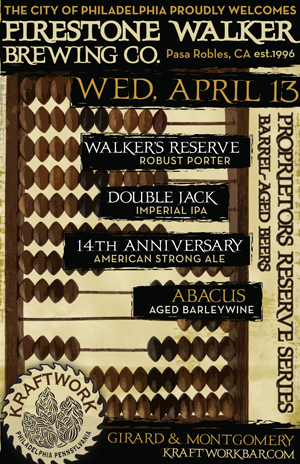 THE CITY OF PHILADELPHIA PROUDLY WELCOMES
FIRESTONE WALKER
BREWING CO. Pasa Robles, CA est.1996
WED, APRIL 13
PROPRIETORS RESERVE SERIES
BARREL-AGED BEERS
WALKER'S RESERVE
ROBUST PORTER
DOUBLE JACK
IMPERIAL IPA
14TH ANNIVERSARY
AMERICAN STRONG ALE
ABACUS
AGED BARLEYWINE
KRAFTWORK
PHILADELPHIA PENNSYLVANIA
GIRARD & MONTGOMERY
KRAFTWORKBAR.COM